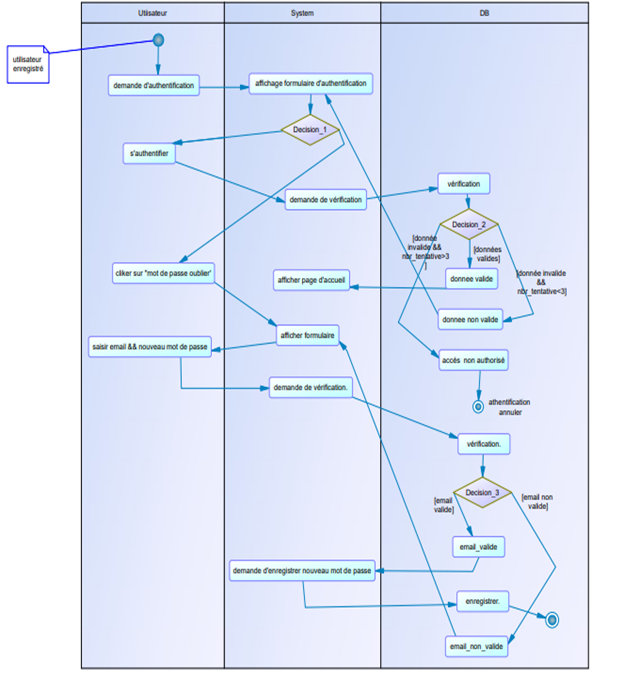 Utilisateur
System
DB
utilisateur
enregistré
demande d'authentification
affichage formulaire d'authentification
Decision_1
s'authentifier
vérification
demande de vérification
Decision_2
[donnée
invalide &&
nbr_tentative>3
]
[données
valides]
[donnée invalide
&&
nbr_tentative<3]
cliker sur "mot de passe oublier'
afficher page d'accueil
donnee valide
donnee non valide
afficher formulaire
saisir email && nouveau mot de passe
accés non authorisé
demande de vérification.
athentification
annuler
vérification.
Decision_3
[email
valide]
[email non
valide]
email_valide
demande d'enregistrer nouveau mot de passe
enregistrer.
email_non_valide